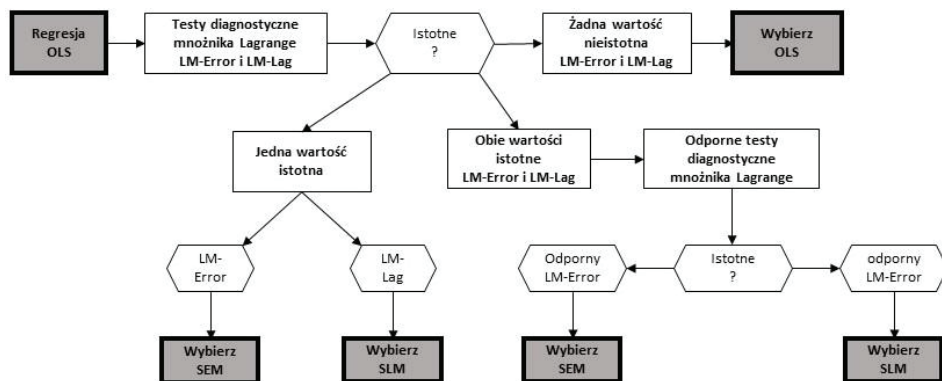 Regresja
OLS
Testy diagnostyczne
mnożnika Lagrange
LM-Error i LM-Lag
Istotne
?
Żadna wartość
nieistotna
LM-Error i LM-Lag
Wybierz
OLS
Jedna wartość
istotna
Obie wartości
istotne
LM-Error i LM-Lag
Odporne testy
diagnostyczne
mnożnika Lagrange
LM-
Error
LM-
Lag
Odporny
LM-Error
Istotne
?
odporny
LM-Error
Wybierz
SEM
Wybierz
SLM
Wybierz
SEM
Wybierz
SLM